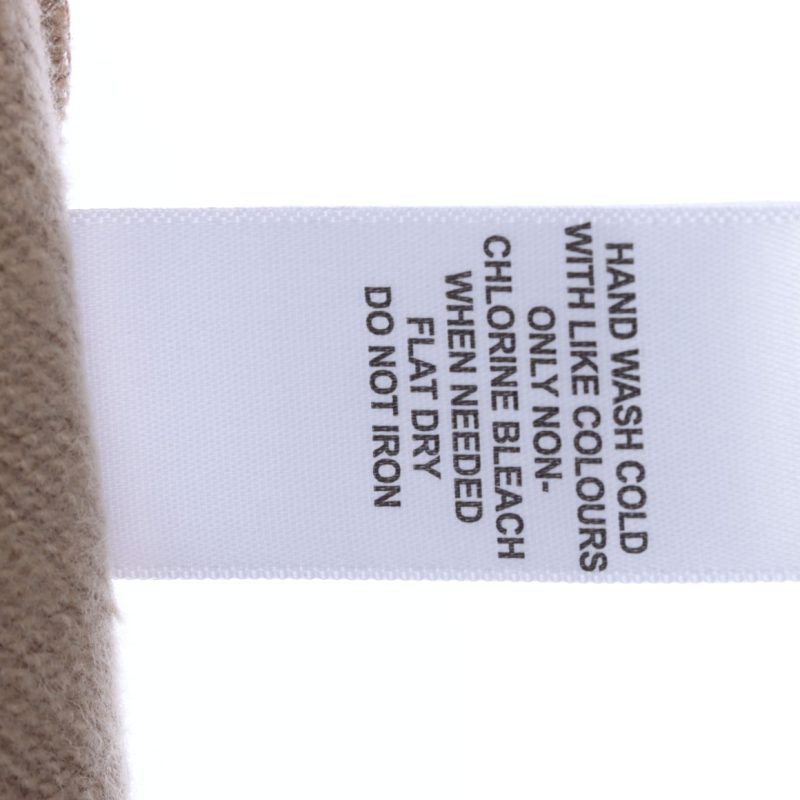 HAND WASH COLD
WITH LIKE COLOURS
ONLY NON-
CHLORINE BLEACH
WHEN NEEDED
FLAT DRY
DO NOT IRON